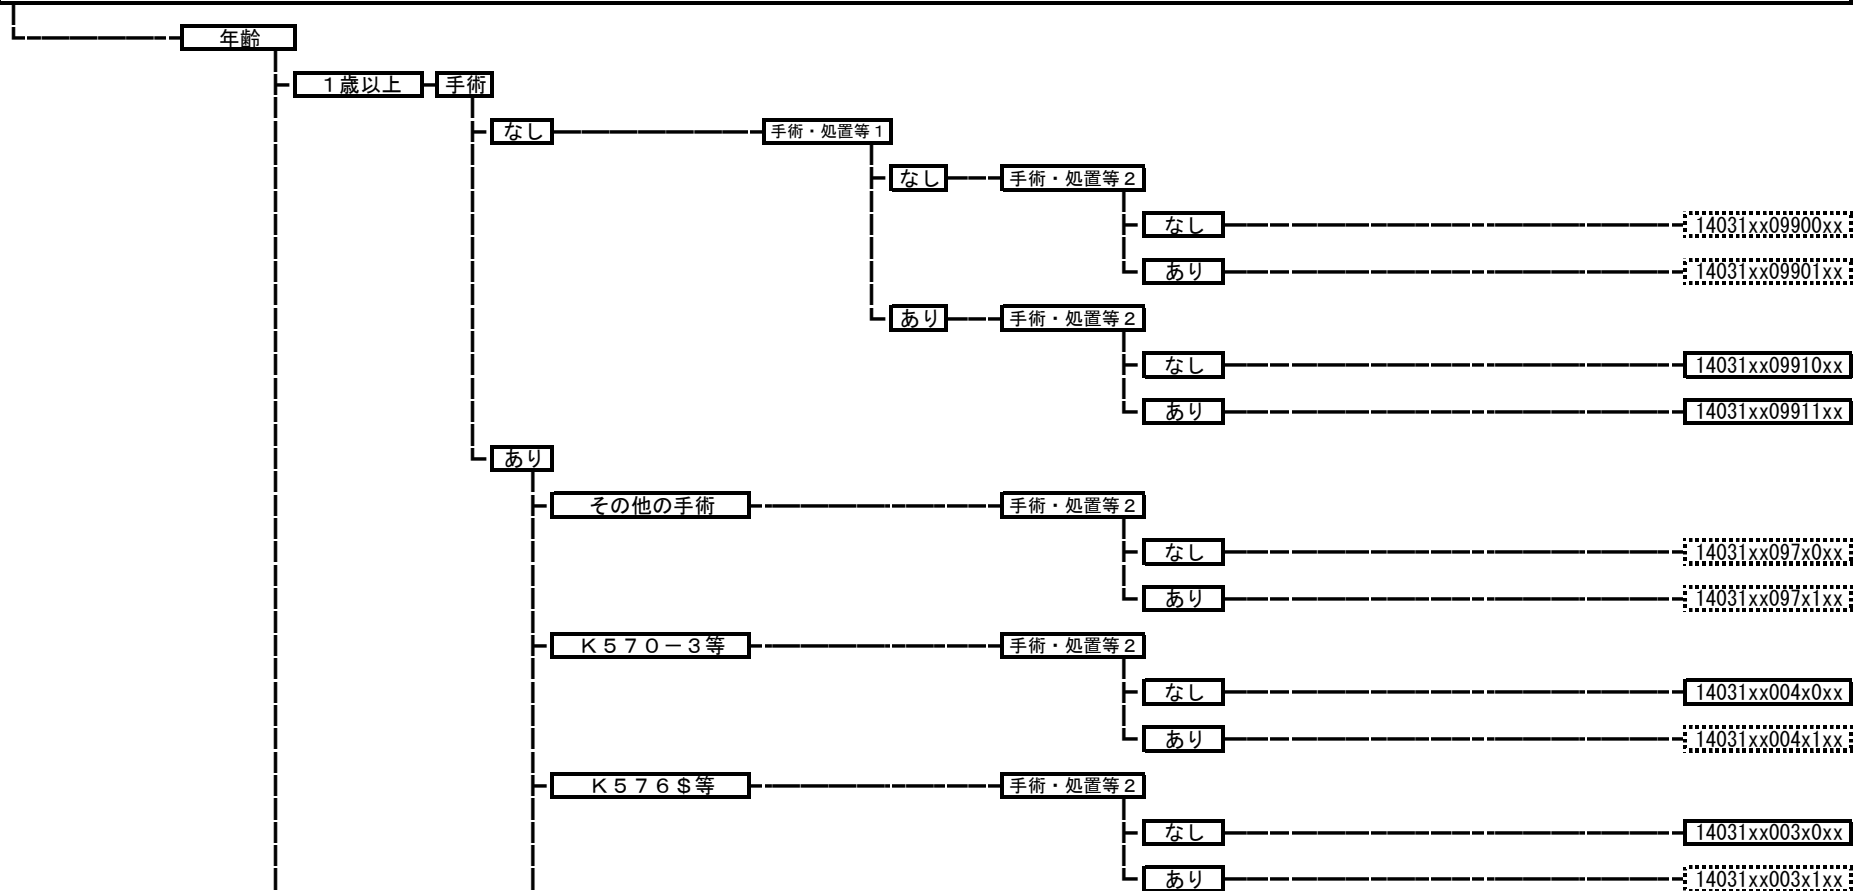 年齢
１歳以上 手術
なし 手術・処置等１
なし 手術・処置等２
なし 14031xx09900xx
あり 14031xx09901xx
あり 手術・処置等２
なし 14031xx09910xx
あり 14031xx09911xx
あり
その他の手術 手術・処置等２
なし 14031xx097x0xx
あり 14031xx097x1xx
Ｋ５７０－３等 手術・処置等２
なし 14031xx004x0xx
あり 14031xx004x1xx
Ｋ５７６＄等 手術・処置等２
なし 14031xx003x0xx
あり 14031xx003x1xx